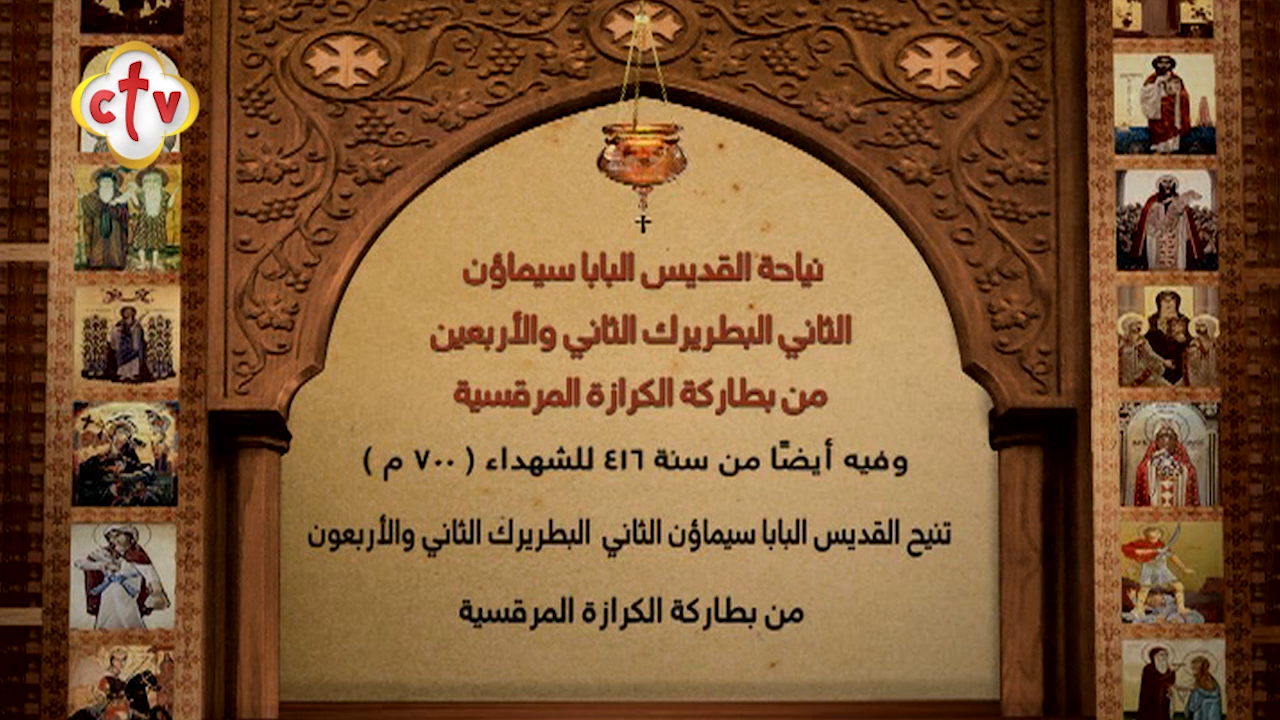 ctv
نياحة القديس البابا سيماؤن
الثاني البطريرك الثاني والأربعين
من بطاركة الكرازة المرقسية
وفيه أيضًا من سنة ٤١٦ للشهداء ( ٧٠٠ م )
تنيح القديس البابا سيماؤن الثاني البطريرك الثاني والأربعون
من بطاركة الكرازة المرقسية